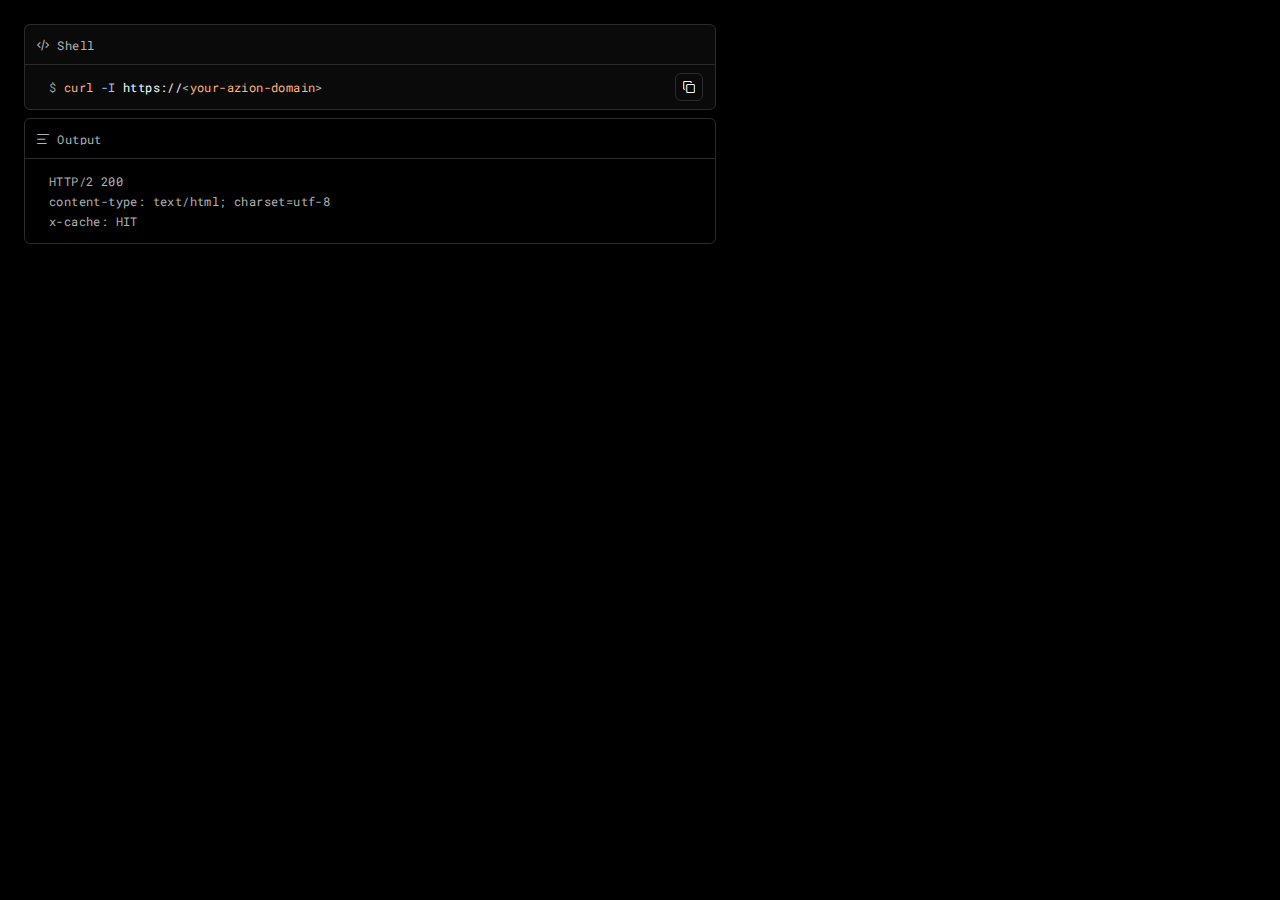 Shell
$ curl -I https://<your-azion-domain>
Output
HTTP/2 200
content-type: text/html; charset=utf-8
x-cache: HIT